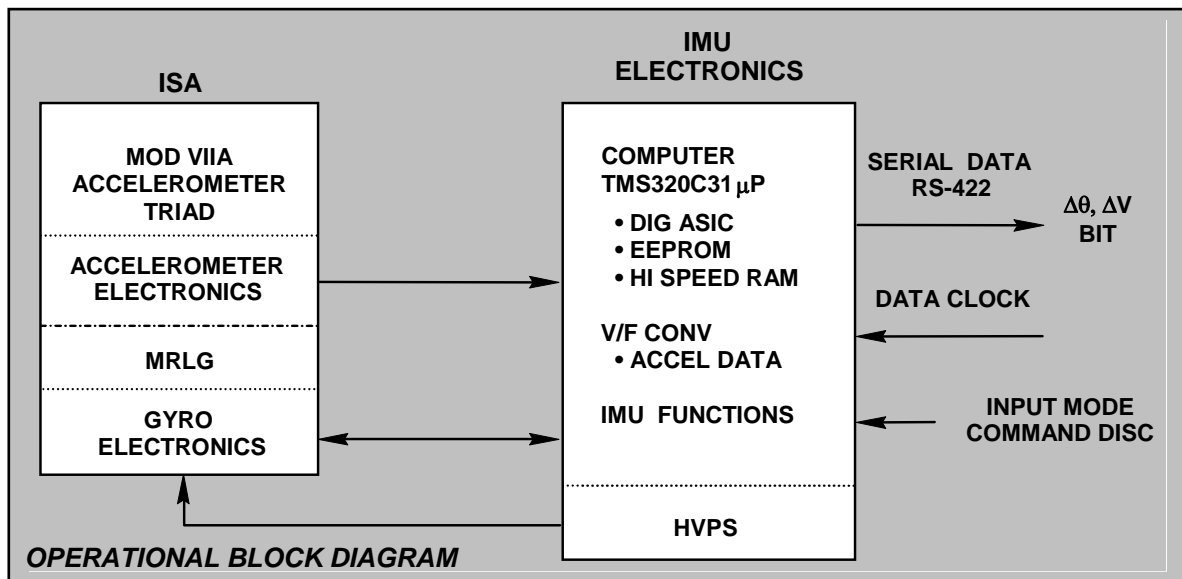 ISA
MOD VIIA
ACCELEROMETER
TRIAD
ACCELEROMETER
ELECTRONICS
MRLG
GYRO
ELECTRONICS
IMU
ELECTRONICS
COMPUTER
TMS320C31 μP
• DIG ASIC
• EEPROM
• HI SPEED RAM
V/F CONV
• ACCEL DATA
IMU FUNCTIONS
HVPS
SERIAL DATA
RS-422
Δθ, ΔV
BIT
DATA CLOCK
INPUT MODE
COMMAND DISC
OPERATIONAL BLOCK DIAGRAM